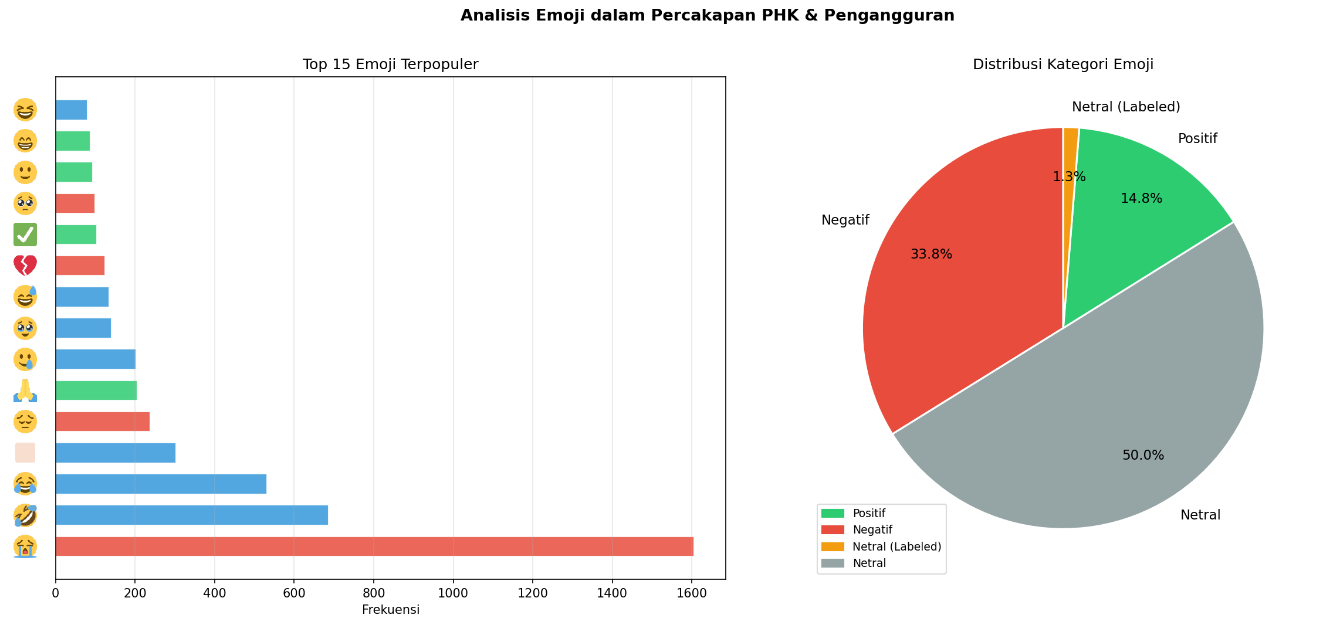 Analisis Emoji dalam Percakapan PHK & Pengangguran
Top 15 Emoji Terpopuler
0 200 400 600 800 1000 1200 1400 1600
Frekuensi
Distribusi Kategori Emoji
Netral (Labeled)
Positif
1.3%
14.8%
Negatif
33.8%
50.0%
Netral
Positif
Negatif
Netral (Labeled)
Netral